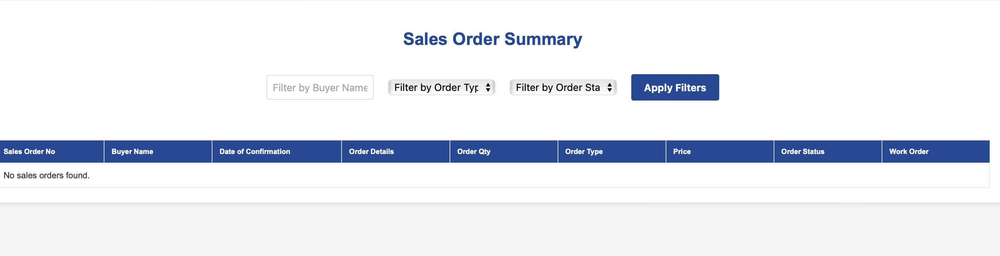 Sales Order Summary
Filter by Buyer Name
Filter by Order Typ
Filter by Order Sta
Apply Filters
Sales Order No Buyer Name Date of Confirmation Order Details Order Qty Order Type Price Order Status Work Order
No sales orders found.